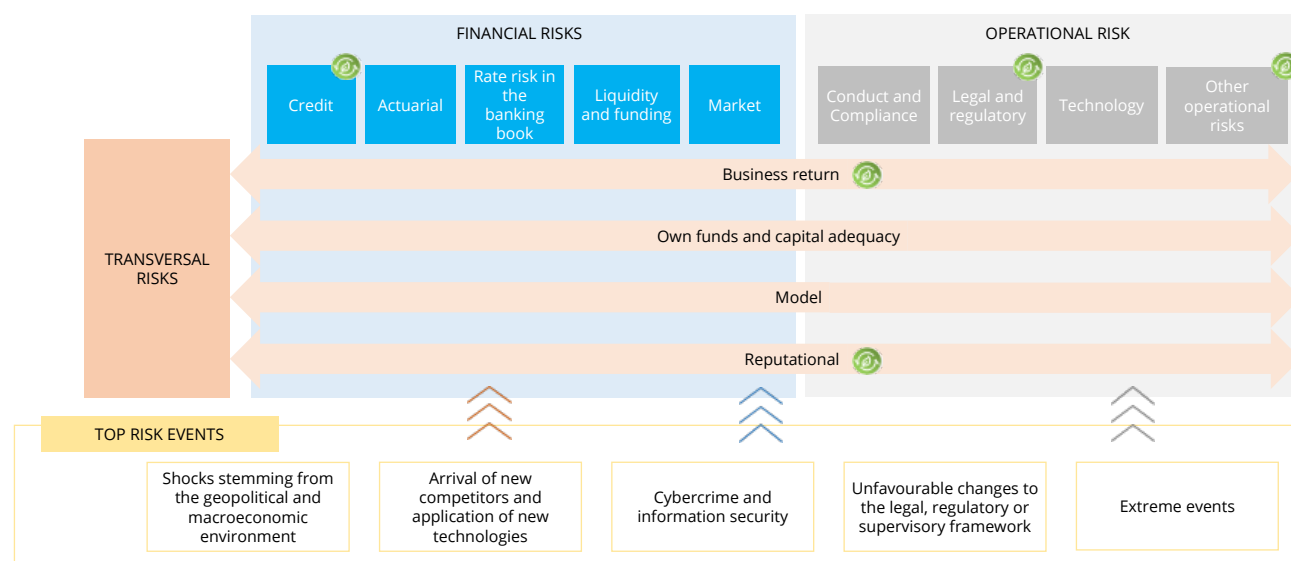 FINANCIAL RISKS
OPERATIONAL RISK
Credit
Actuarial
Rate risk in
the
banking
book
Liquidity
and funding
Market
Conduct and
Compliance
Legal and
regulatory
Technology
Other
operational
risks
TRANSVERSAL
RISKS
Business return
Own funds and capital adequacy
Model
Reputational
TOP RISK EVENTS
Shocks stemming from
the geopolitical and
macroeconomic
environment
Arrival of new
competitors and
application of new
technologies
Cybercrime and
information security
Unfavourable changes to
the legal, regulatory or
supervisory framework
Extreme events